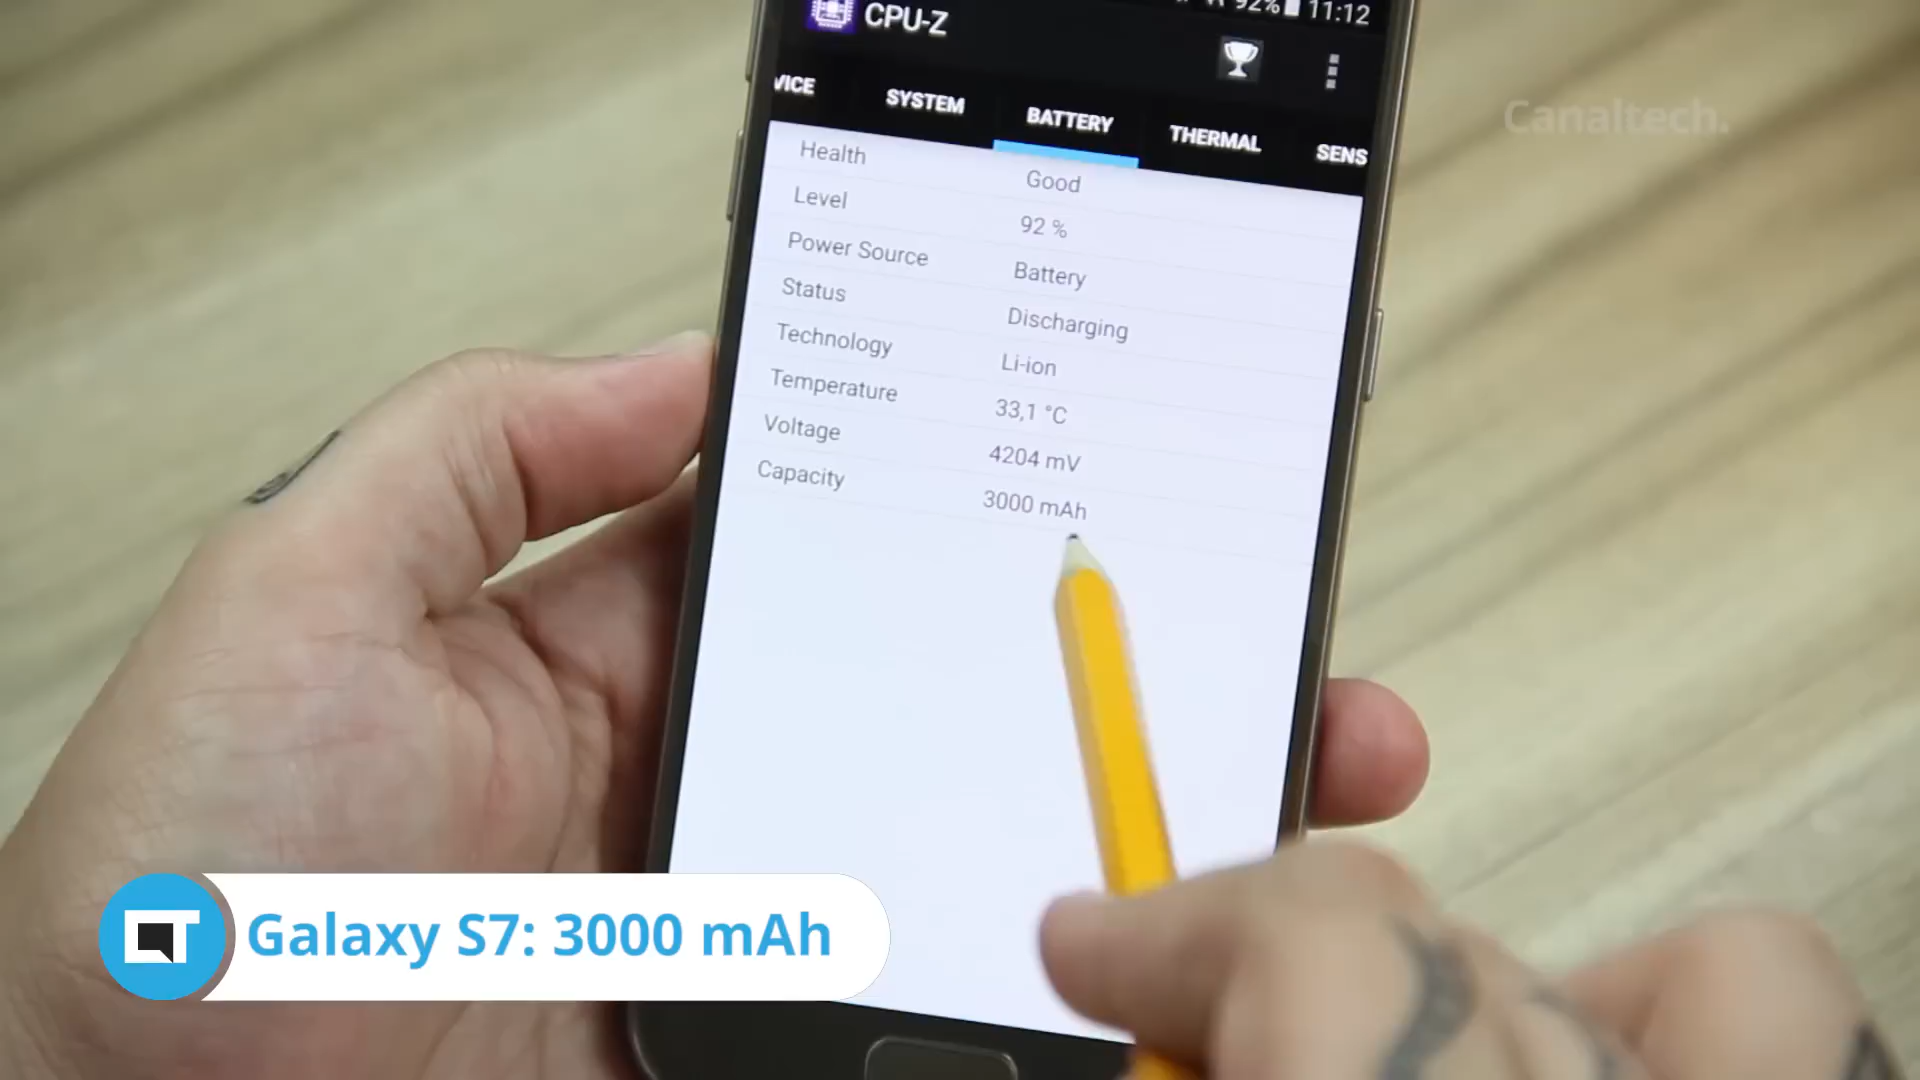 92% 11:12
CPU-Z
VICE SYSTEM BATTERY THERMAL SENS
Canaltech.
Health Good
Level 92 %
Power Source Battery
Status Discharging
Technology Li-ion
Temperature 33,1 °C
Voltage 4204 mV
Capacity 3000 mAh
Galaxy S7: 3000 mAh